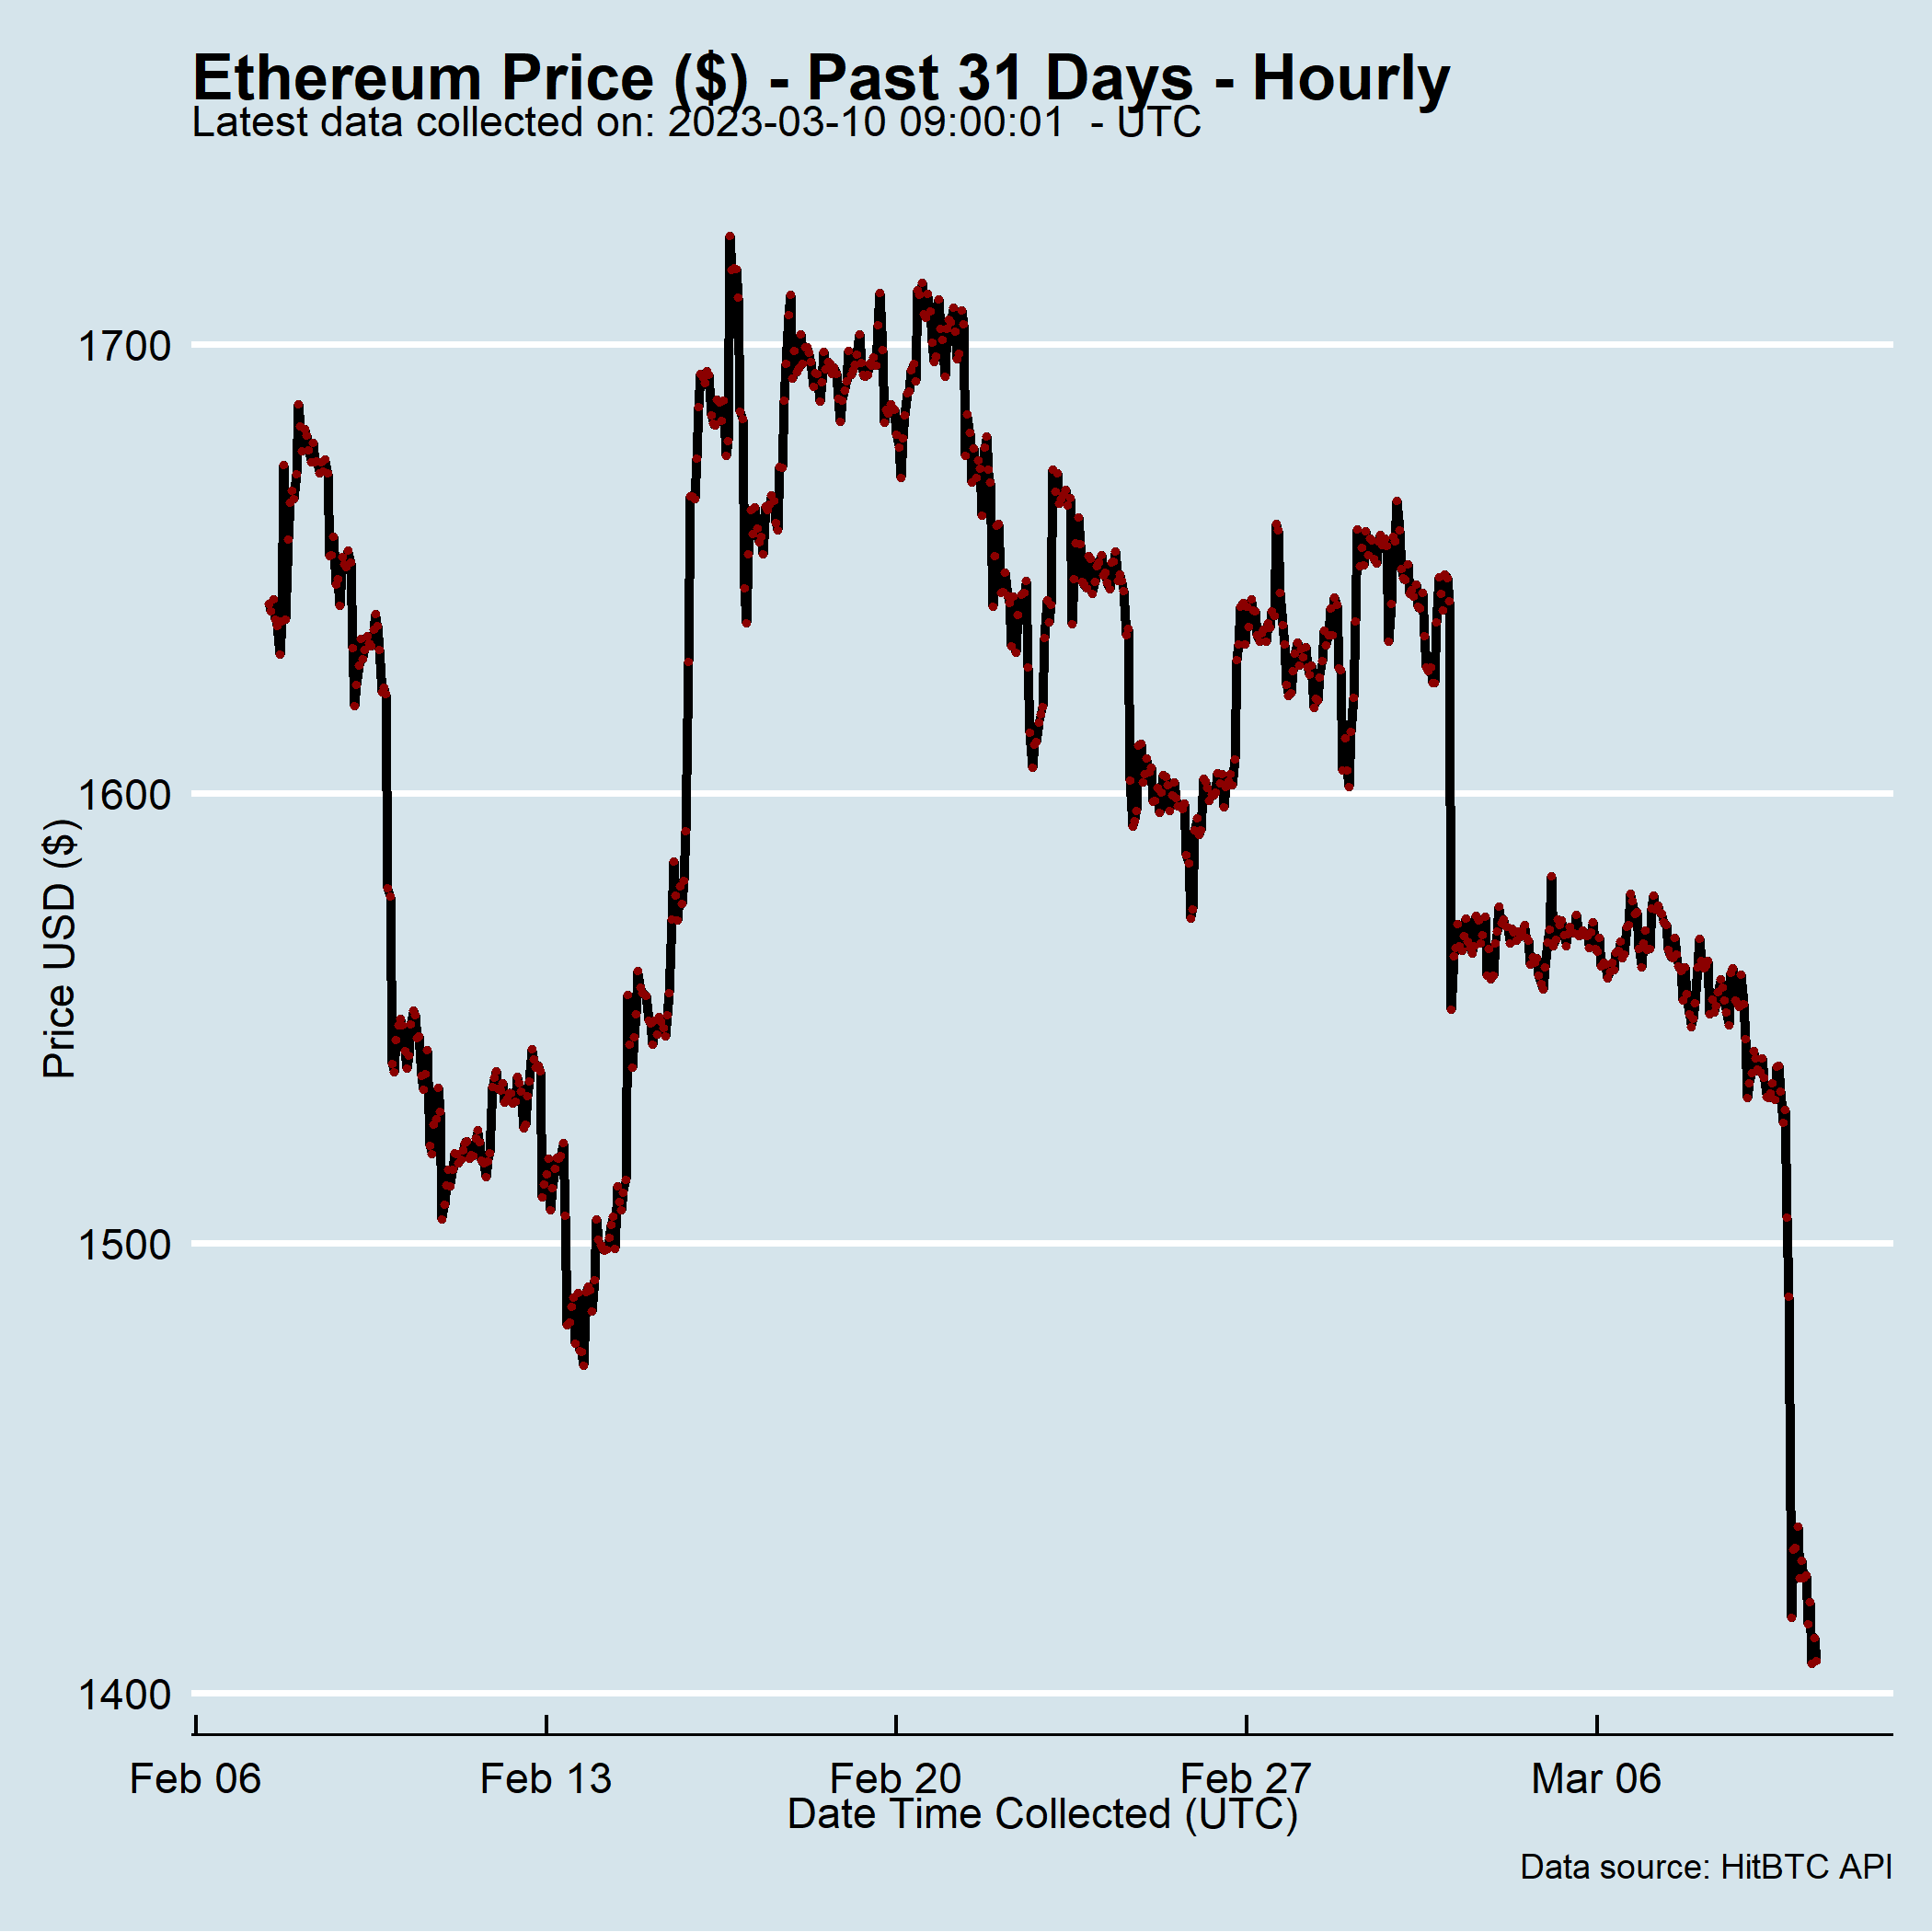 Ethereum Price ($) - Past 31 Days - Hourly
Latest data collected on: 2023-03-10 09:00:01  - UTC
1700
1600
1500
1400
Price USD ($)
Feb 06 Feb 13 Feb 20 Feb 27 Mar 06
Date Time Collected (UTC)
Data source: HitBTC API